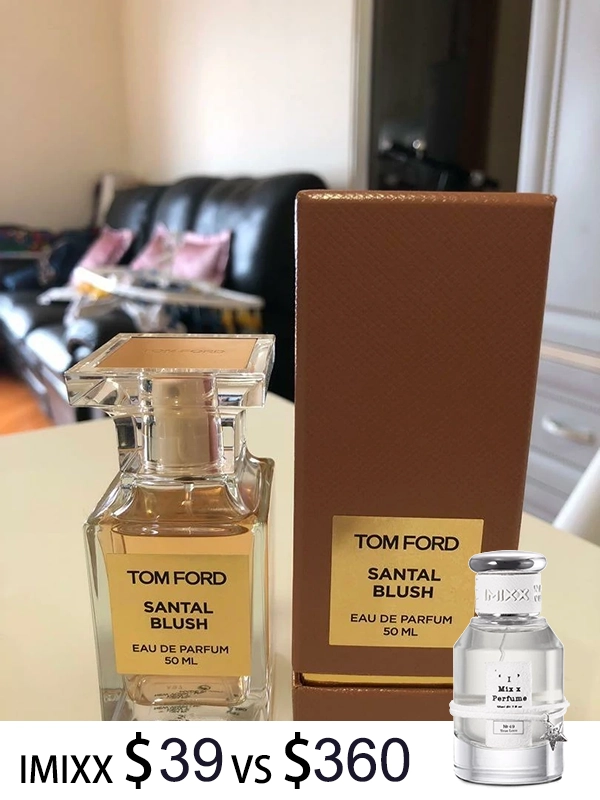 TOM FORD
TOM FORD
SANTAL
BLUSH
EAU DE PARFUM
50 ML
TOM FORD
SANTAL
BLUSH
EAU DE PARFUM
50 ML
IMIXX
I
Mixx
Perfume
IMIXX $39 VS $360